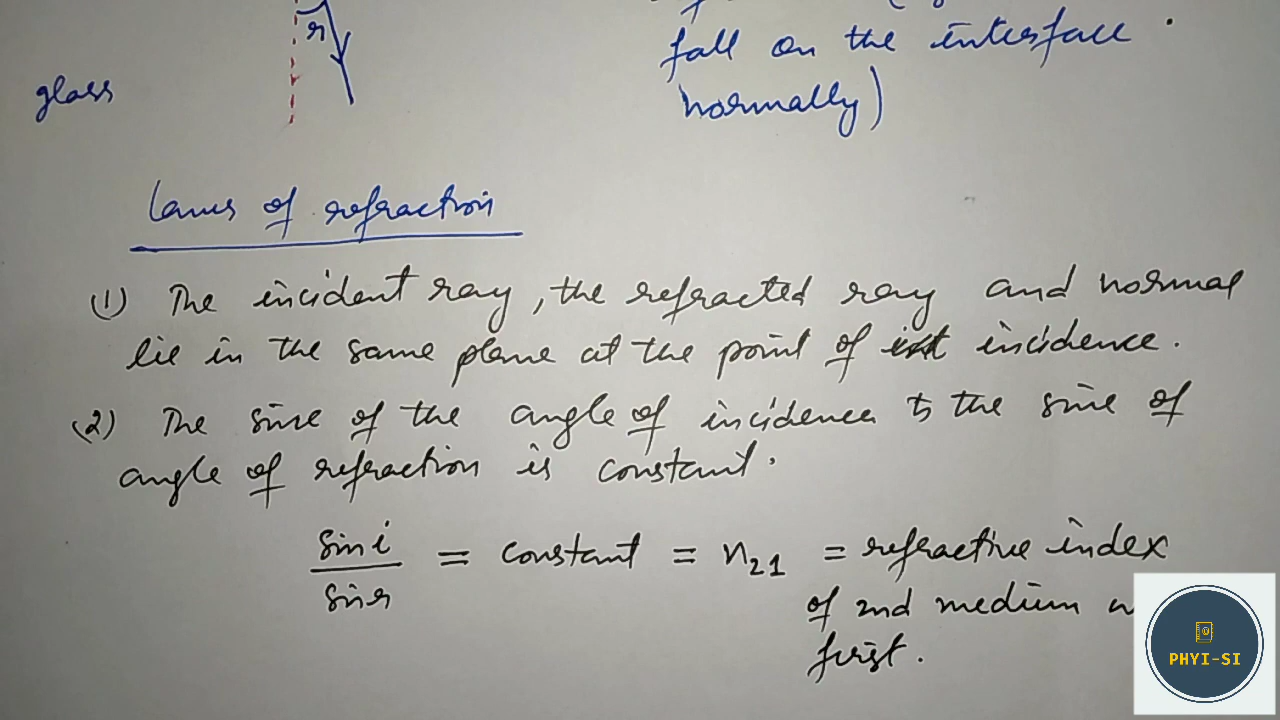 r
fall on the interface
glass
normally)
Laws of refraction
(1) The incident ray, the refracted ray and normal
lie in the same plane at the point of incidence.
(2) The sine of the angle of incidence to the sine of
angle of refraction is constant.
sin i / sin r = constant = n21 = refractive index
of 2nd medium w
first.
PHYI-SI